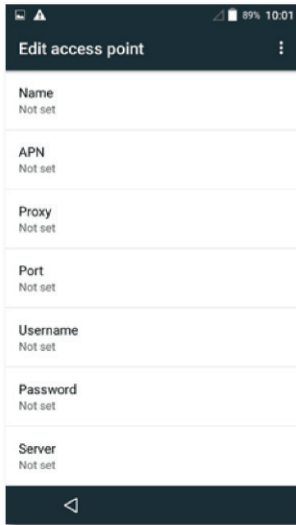 89% 10:01
Edit access point
Name
Not set
APN
Not set
Proxy
Not set
Port
Not set
Username
Not set
Password
Not set
Server
Not set